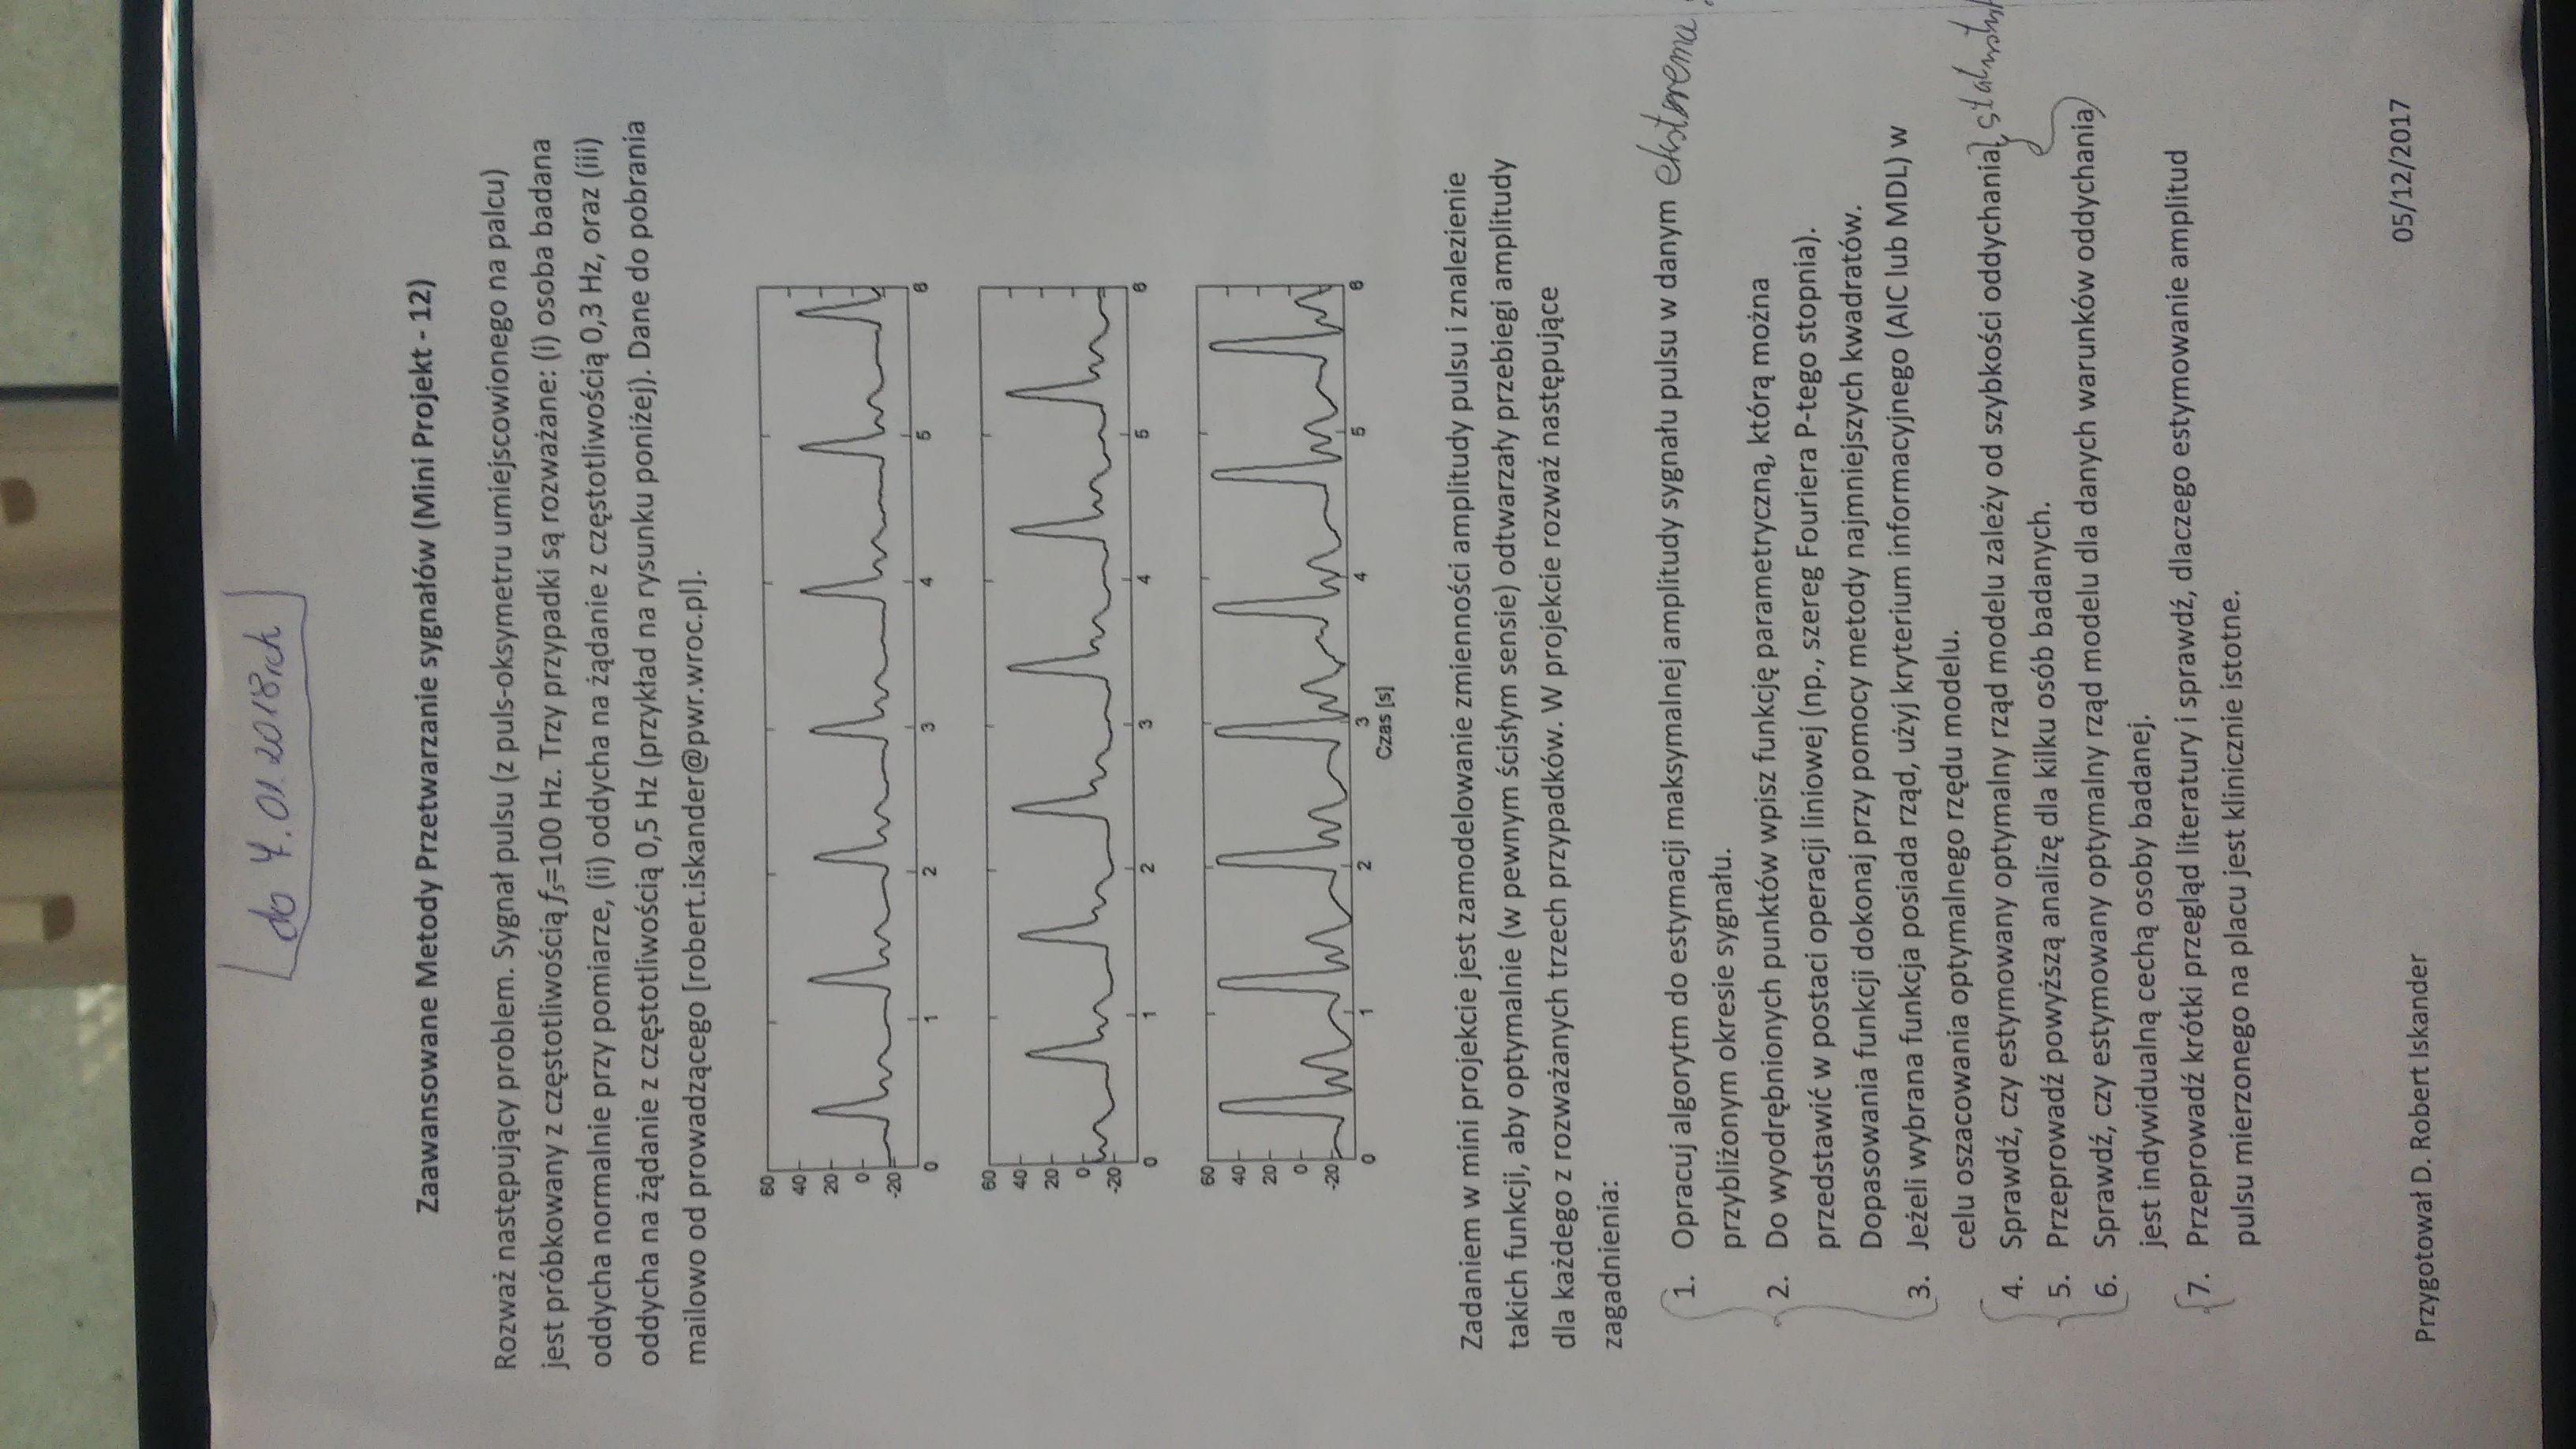 do 4.01.2018
Zaawansowane Metody Przetwarzanie sygnałów (Mini Projekt - 12)
Rozważ następujący problem. Sygnał pulsu (z puls-oksymetru umiejscowionego na palcu)
jest próbkowany z częstotliwością fs=100 Hz. Trzy przypadki są rozważane: (i) osoba badana
oddycha normalnie przy pomiarze, (ii) oddycha na żądanie z częstotliwością 0,3 Hz, oraz (iii)
oddycha na żądanie z częstotliwością 0,5 Hz (przykład na rysunku poniżej). Dane do pobrania
mailowo od prowadzącego [robert.iskander@pwr.wroc.pl].
60
40
20
0
-20
0 1 2 3 4 5 6
60
40
20
0
-20
0 1 2 3 4 5 6
60
40
20
0
-20
0 1 2 3 4 5 6
Czas [s]
Zadaniem w mini projekcie jest zamodelowanie zmienności amplitudy pulsu i znalezienie
takich funkcji, aby optymalnie (w pewnym ścisłym sensie) odtwarzały przebiegi amplitudy
dla każdego z rozważanych trzech przypadków. W projekcie rozważ następujące
zagadnienia:
1. Opracuj algorytm do estymacji maksymalnej amplitudy sygnału pulsu w danym ekstrema
przybliżonym okresie sygnału.
2. Do wyodrębnionych punktów wpisz funkcję parametryczną, którą można
przedstawić w postaci operacji liniowej (np., szereg Fouriera P-tego stopnia).
Dopasowania funkcji dokonaj przy pomocy metody najmniejszych kwadratów.
3. Jeżeli wybrana funkcja posiada rząd, użyj kryterium informacyjnego (AIC lub MDL) w
celu oszacowania optymalnego rzędu modelu.
4. Sprawdź, czy estymowany optymalny rząd modelu zależy od szybkości oddychania
5. Przeprowadź powyższą analizę dla kilku osób badanych.
6. Sprawdź, czy estymowany optymalny rząd modelu dla danych warunków oddychania
jest indywidualną cechą osoby badanej.
7. Przeprowadź krótki przegląd literatury i sprawdź, dlaczego estymowanie amplitud
pulsu mierzonego na placu jest klinicznie istotne.
Przygotował D. Robert Iskander
05/12/2017